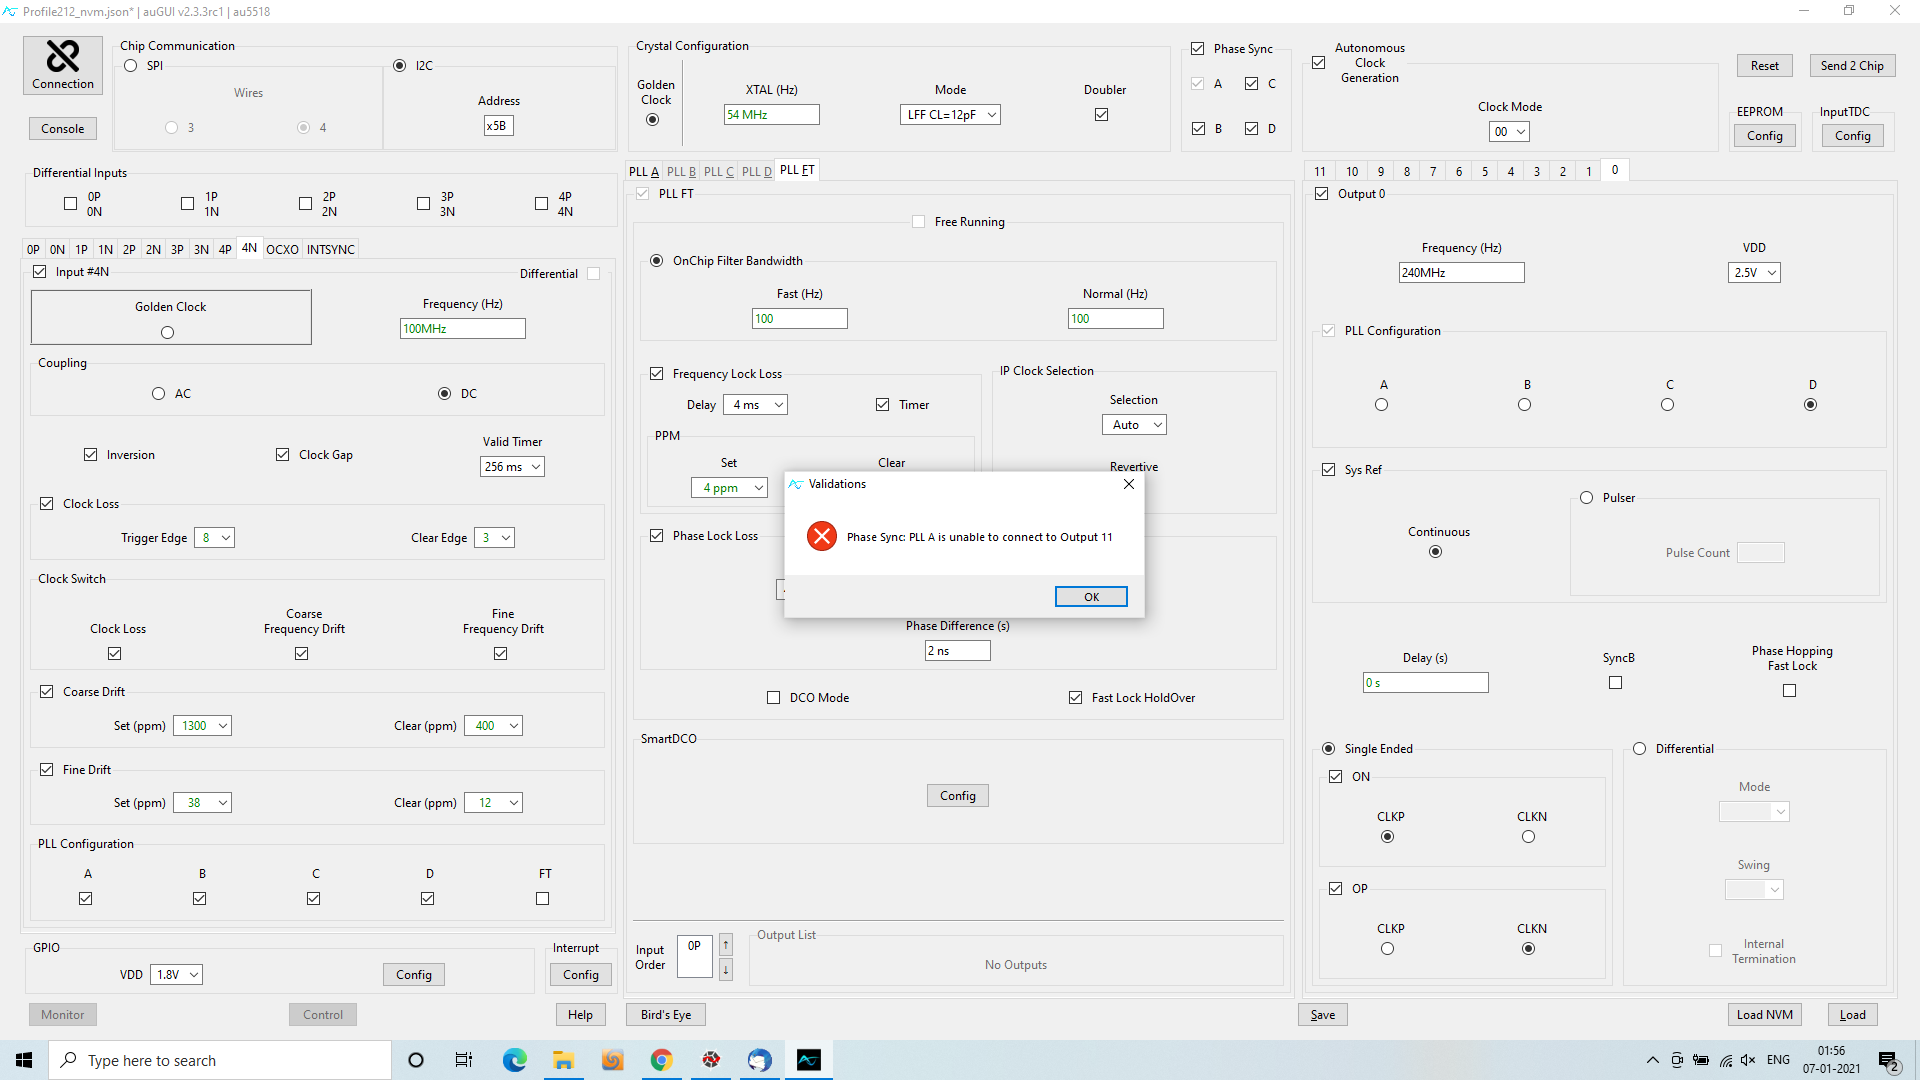 Profile212_nvm.json* | auGUI v2.3.3rc1 | au5518
Connection
Console
Chip Communication
SPI
Wires
3
4
I2C
Address
x5B
Crystal Configuration
Golden
Clock
XTAL (Hz)
54 MHz
Mode
LFF CL=12pF
Doubler
Phase Sync
A
C
B
D
Autonomous
Clock
Generation
Clock Mode
00
Reset
Send 2 Chip
EEPROM
Config
InputTDC
Config
Differential Inputs
0P
0N
1P
1N
2P
2N
3P
3N
4P
4N
0P 0N 1P 1N 2P 2N 3P 3N 4P 4N OCXO INTSYNC
Input #4N
Differential
Golden Clock
Frequency (Hz)
100MHz
Coupling
AC
DC
Inversion
Clock Gap
Valid Timer
256 ms
Clock Loss
Trigger Edge 8
Clear Edge 3
Clock Switch
Clock Loss
Coarse
Frequency Drift
Fine
Frequency Drift
Coarse Drift
Set (ppm) 1300
Clear (ppm) 400
Fine Drift
Set (ppm) 38
Clear (ppm) 12
PLL Configuration
A B C D FT
GPIO
VDD 1.8V
Config
Interrupt
Config
Monitor
Control
Help
PLL A PLL B PLL C PLL D PLL FT
PLL FT
Free Running
OnChip Filter Bandwidth
Fast (Hz)
100
Normal (Hz)
100
Frequency Lock Loss
Delay 4 ms
Timer
PPM
Set
4 ppm
Clear
IP Clock Selection
Selection
Auto
Revertive
Validations
Phase Sync: PLL A is unable to connect to Output 11
OK
Phase Lock Loss
Phase Difference (s)
2 ns
DCO Mode
Fast Lock HoldOver
SmartDCO
Config
Input
Order
0P
↑
↓
Output List
No Outputs
Bird's Eye
11 10 9 8 7 6 5 4 3 2 1 0
Output 0
Frequency (Hz)
240MHz
VDD
2.5V
PLL Configuration
A B C D
Sys Ref
Continuous
Pulser
Pulse Count
Delay (s)
0 s
SyncB
Phase Hopping
Fast Lock
Single Ended
ON
CLKP
CLKN
OP
CLKP
CLKN
Differential
Mode
Swing
Internal
Termination
Save
Load NVM
Load
Type here to search
ENG
01:56
07-01-2021
2